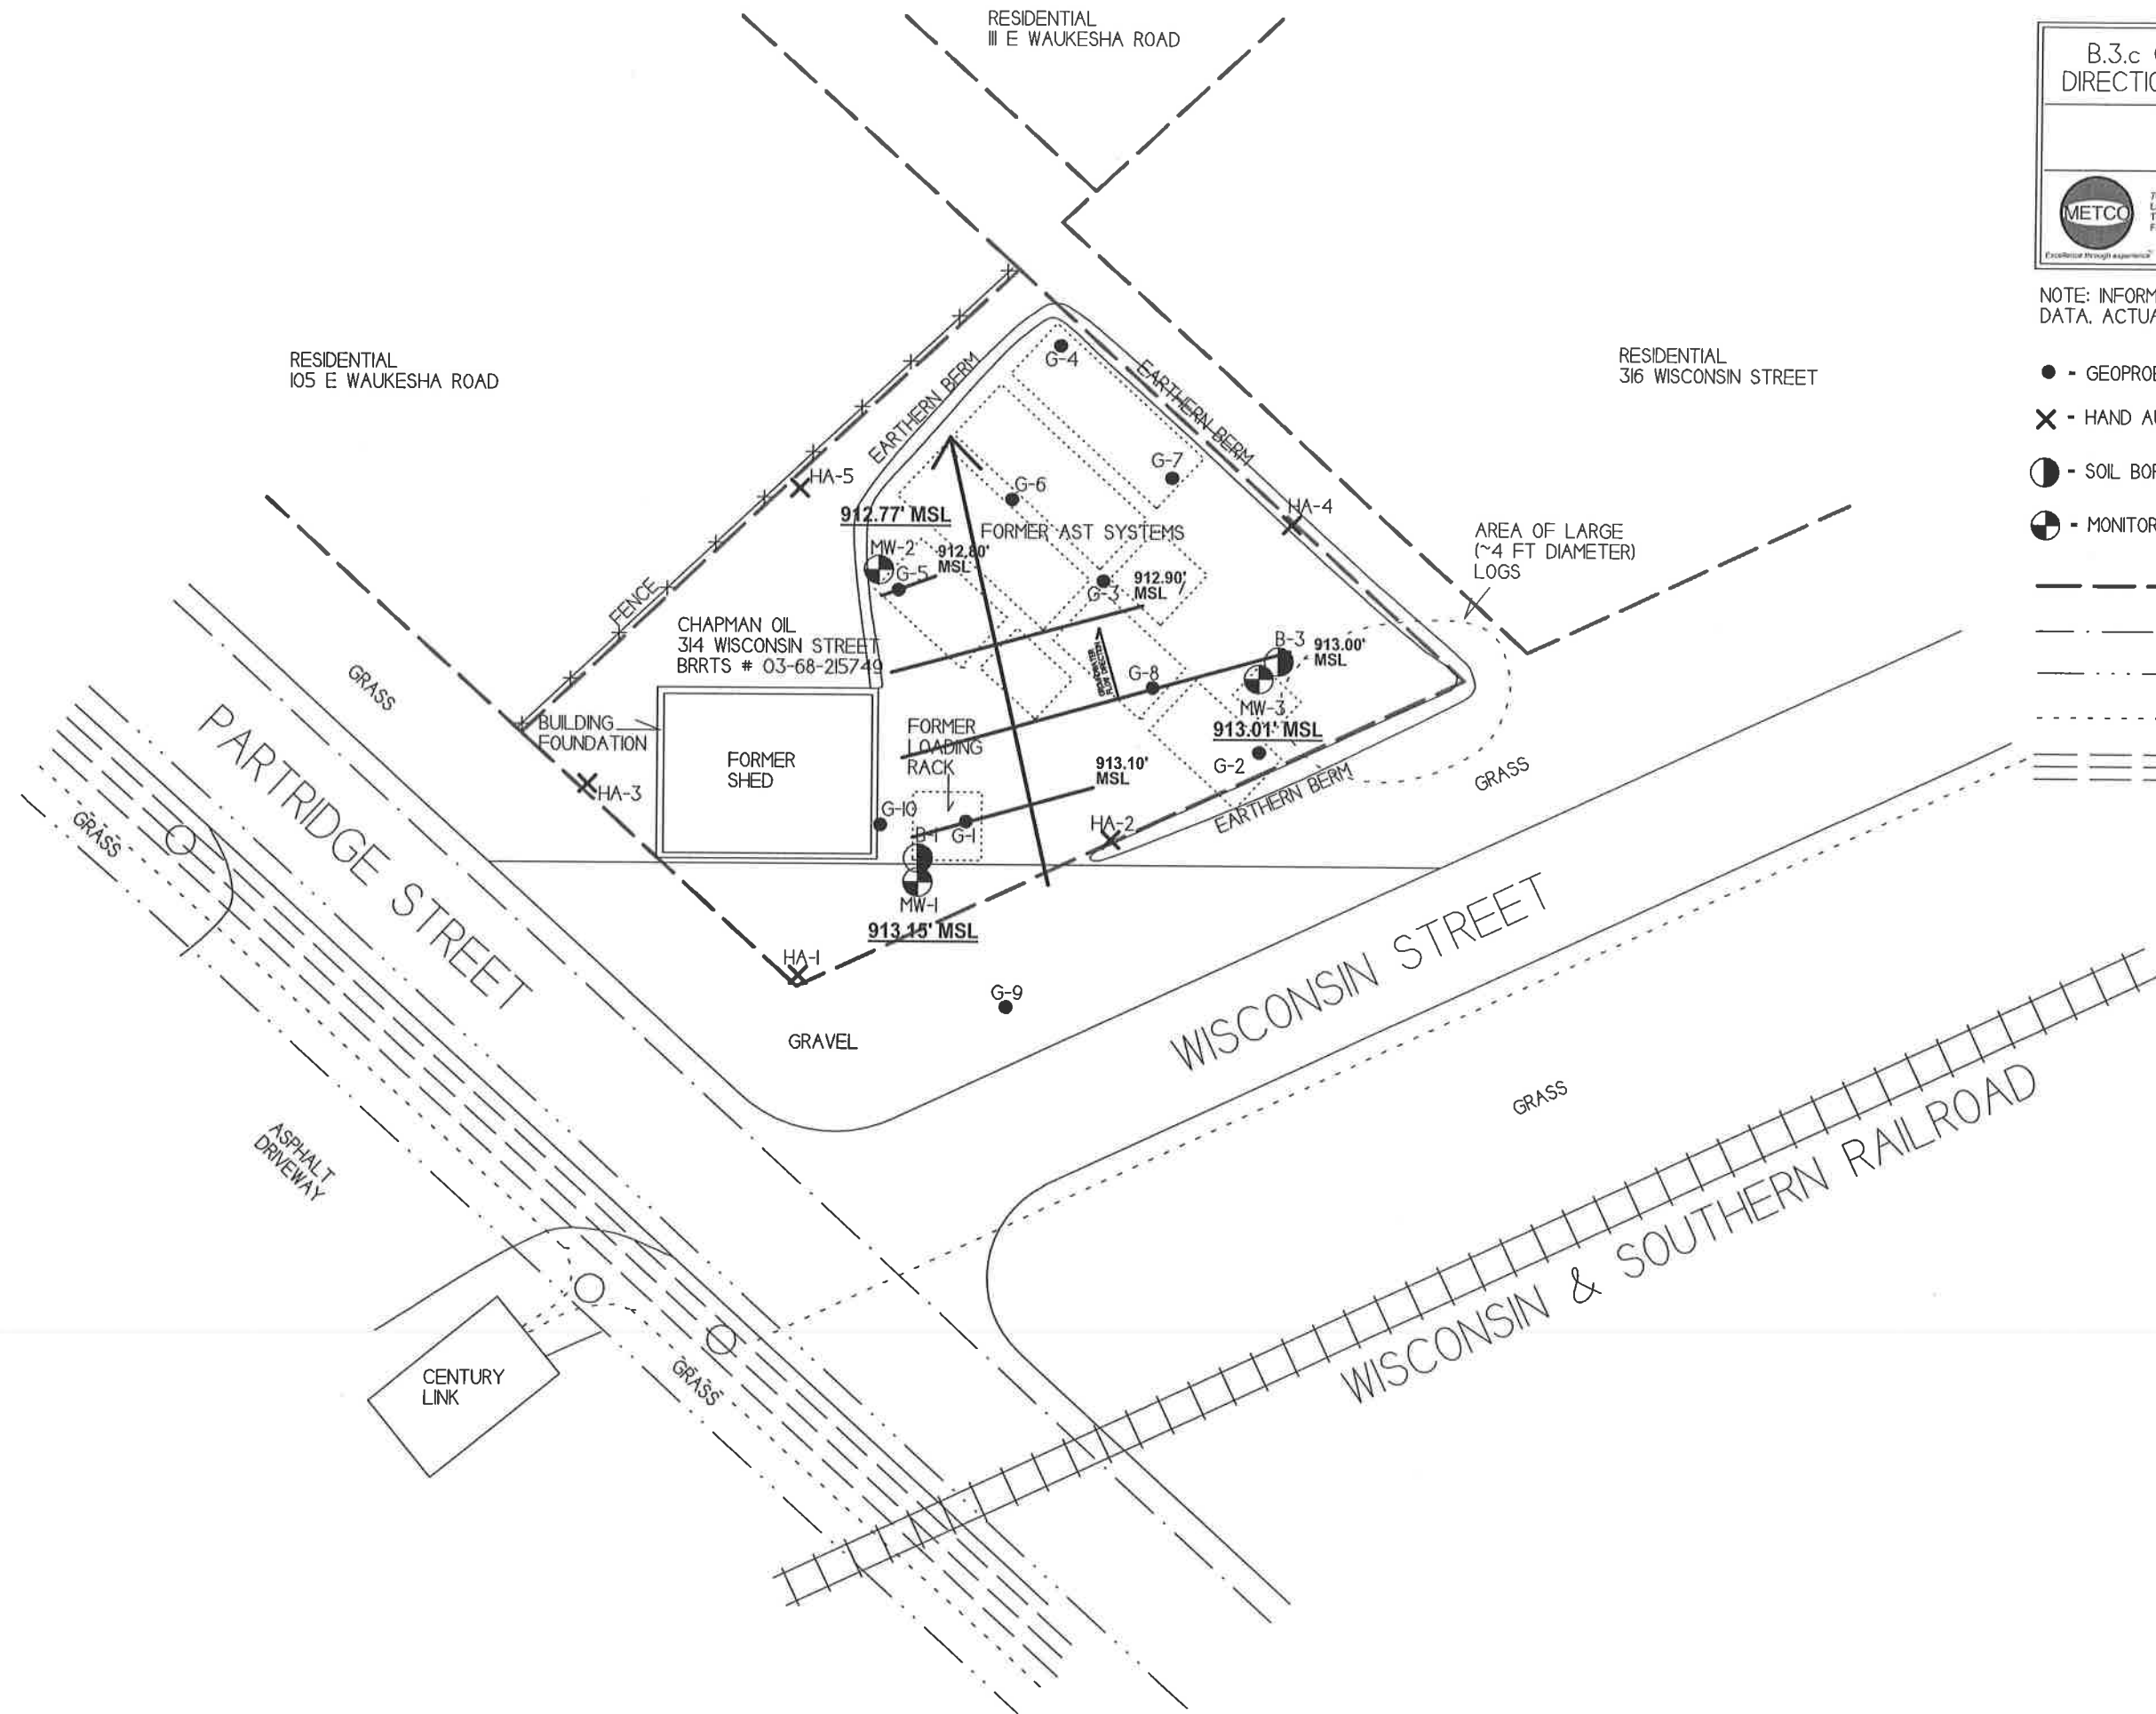 RESIDENTIAL
111 E WAUKESHA ROAD
B.3.c
METCO
Excellence through experience
NOTE: INFORM
DATA. ACTUA
RESIDENTIAL
105 E WAUKESHA ROAD
RESIDENTIAL
316 WISCONSIN STREET
- GEOPROB
- HAND AU
- SOIL BOR
- MONITOR
EARTHERN BERM
EARTHERN BERM
G-4
G-7
HA-5
G-6
HA-4
912.77' MSL
FORMER AST SYSTEMS
AREA OF LARGE
(~4 FT DIAMETER)
LOGS
MW-2
912.80'
MSL
G-5
G-3
912.90'
MSL
FENCE
CHAPMAN OIL
314 WISCONSIN STREET
BRRTS # 03-68-215749
B-3
913.00'
MSL
GROUNDWATER
FLOW DIRECTION
G-8
MW-3
913.01' MSL
GRASS
BUILDING
FOUNDATION
FORMER
LOADING
RACK
FORMER
SHED
913.10'
MSL
G-2
GRASS
EARTHERN BERM
HA-3
G-10
B-1
G-1
HA-2
PARTRIDGE STREET
GRASS
MW-1
913.15' MSL
HA-1
G-9
GRAVEL
WISCONSIN STREET
GRASS
ASPHALT
DRIVEWAY
WISCONSIN & SOUTHERN RAILROAD
CENTURY
LINK
GRASS